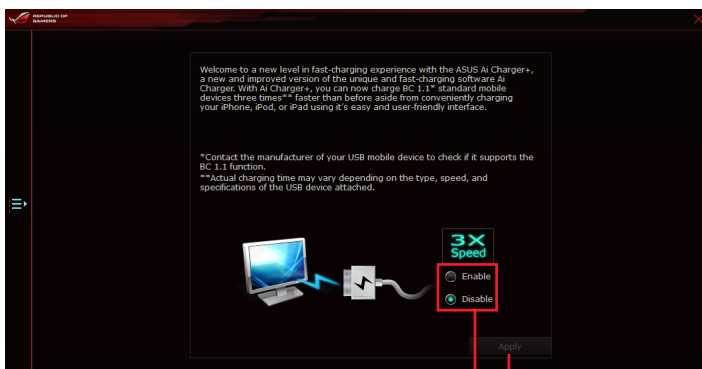 REPUBLIC OF
GAMERS
Welcome to a new level in fast-charging experience with the ASUS Ai Charger+,
a new and improved version of the unique and fast-charging software Ai
Charger. With Ai Charger+, you can now charge BC 1.1* standard mobile
devices three times** faster than before aside from conveniently charging
your iPhone, iPod, or iPad using it's easy and user-friendly interface.
*Contact the manufacturer of your USB mobile device to check if it supports the
BC 1.1 function.
**Actual charging time may vary depending on the type, speed, and
specifications of the USB device attached.
3X
Speed
Enable
Disable
Apply